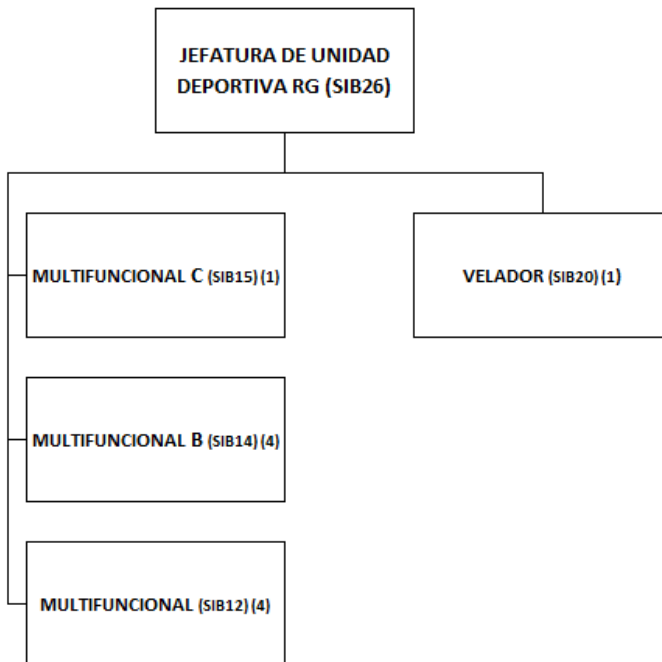 JEFATURA DE UNIDAD
DEPORTIVA RG (SIB26)
MULTIFUNCIONAL C (SIB15) (1)
VELADOR (SIB20) (1)
MULTIFUNCIONAL B (SIB14) (4)
MULTIFUNCIONAL (SIB12) (4)